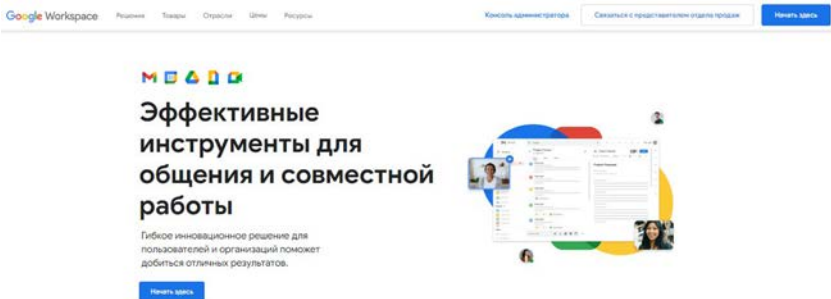 Google Workspace Решения Товары Отрасли Цены Ресурсы Консоль администратора Связаться с представителем отдела продаж Начать здесь
Эффективные
инструменты для
общения и совместной
работы
Гибкое инновационное решение для
пользователей и организаций поможет
добиться отличных результатов.
Начать здесь